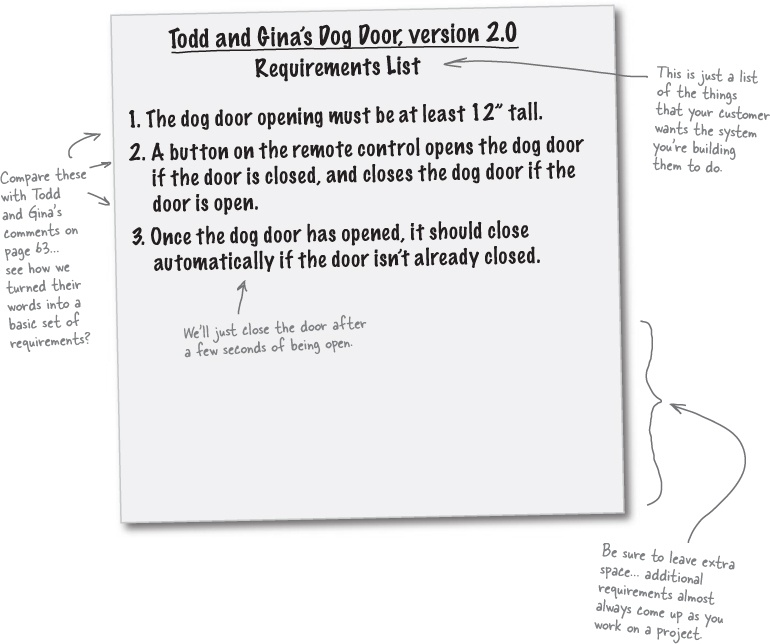 Todd and Gina's Dog Door, version 2.0
Requirements List
This is just a list
of the things
that your customer
wants the system
you're building
them to do.
1. The dog door opening must be at least 12" tall.
2. A button on the remote control opens the dog door
if the door is closed, and closes the dog door if the
door is open.
3. Once the dog door has opened, it should close
automatically if the door isn't already closed.
Compare these
with Todd
and Gina's
comments on
page 63...
see how we
turned their
words into a
basic set of
requirements?
We'll just close the door after
a few seconds of being open.
Be sure to leave extra
space... additional
requirements almost
always come up as you
work on a project